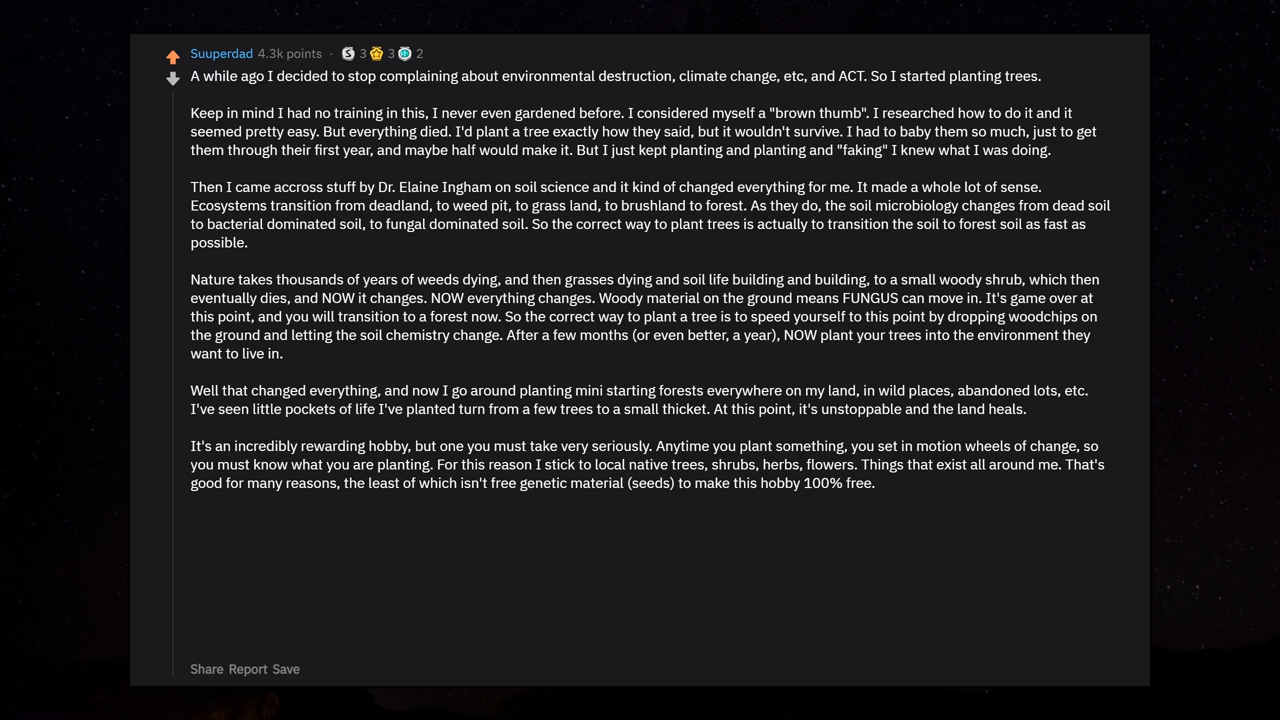 Suuperdad 4.3k points · 3 3 2
A while ago I decided to stop complaining about environmental destruction, climate change, etc, and ACT. So I started planting trees.
Keep in mind I had no training in this, I never even gardened before. I considered myself a "brown thumb". I researched how to do it and it
seemed pretty easy. But everything died. I'd plant a tree exactly how they said, but it wouldn't survive. I had to baby them so much, just to get
them through their first year, and maybe half would make it. But I just kept planting and planting and "faking" I knew what I was doing.
Then I came accross stuff by Dr. Elaine Ingham on soil science and it kind of changed everything for me. It made a whole lot of sense.
Ecosystems transition from deadland, to weed pit, to grass land, to brushland to forest. As they do, the soil microbiology changes from dead soil
to bacterial dominated soil, to fungal dominated soil. So the correct way to plant trees is actually to transition the soil to forest soil as fast as
possible.
Nature takes thousands of years of weeds dying, and then grasses dying and soil life building and building, to a small woody shrub, which then
eventually dies, and NOW it changes. NOW everything changes. Woody material on the ground means FUNGUS can move in. It's game over at
this point, and you will transition to a forest now. So the correct way to plant a tree is to speed yourself to this point by dropping woodchips on
the ground and letting the soil chemistry change. After a few months (or even better, a year), NOW plant your trees into the environment they
want to live in.
Well that changed everything, and now I go around planting mini starting forests everywhere on my land, in wild places, abandoned lots, etc.
I've seen little pockets of life I've planted turn from a few trees to a small thicket. At this point, it's unstoppable and the land heals.
It's an incredibly rewarding hobby, but one you must take very seriously. Anytime you plant something, you set in motion wheels of change, so
you must know what you are planting. For this reason I stick to local native trees, shrubs, herbs, flowers. Things that exist all around me. That's
good for many reasons, the least of which isn't free genetic material (seeds) to make this hobby 100% free.
Share Report Save